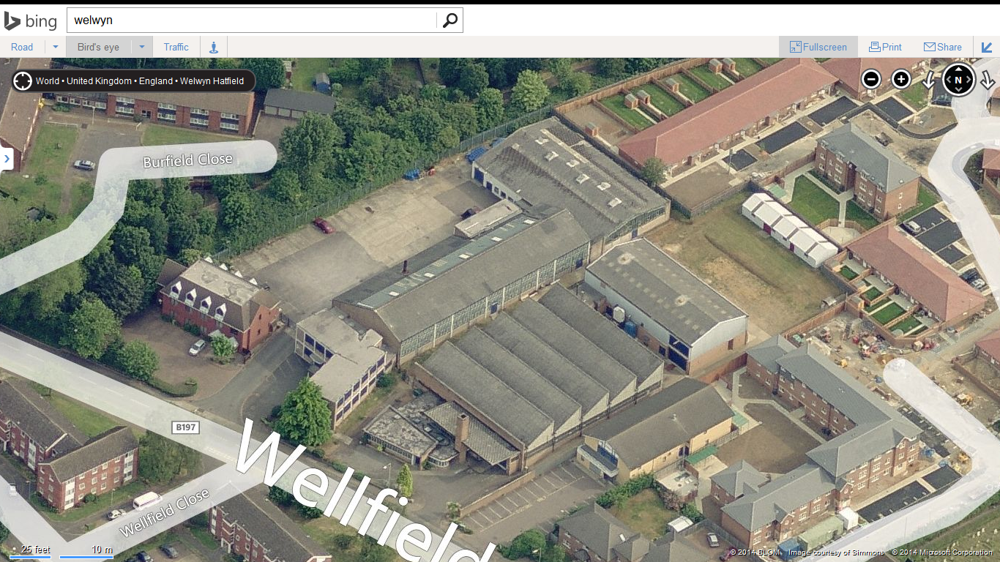 bing
welwyn
Road
Bird's eye
Traffic
Fullscreen
Print
Share
World • United Kingdom • England • Welwyn Hatfield
N
Burfield Close
B197
Wellfield
Wellfield Close
25 feet
10 m
© 2014 BLOM Image courtesy of Simmons © 2014 Microsoft Corporation